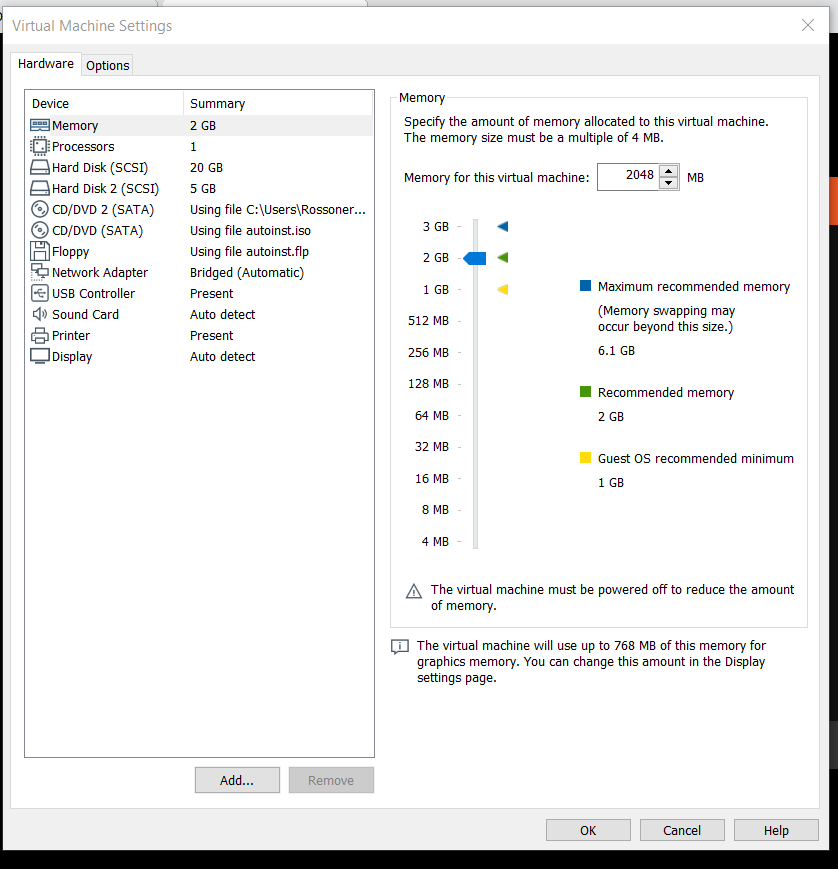 Virtual Machine Settings
Hardware
Options
Device Summary
Memory 2 GB
Processors 1
Hard Disk (SCSI) 20 GB
Hard Disk 2 (SCSI) 5 GB
CD/DVD 2 (SATA) Using file C:\Users\Rossoner...
CD/DVD (SATA) Using file autoinst.iso
Floppy Using file autoinst.flp
Network Adapter Bridged (Automatic)
USB Controller Present
Sound Card Auto detect
Printer Present
Display Auto detect
Add...
Remove
Memory
Specify the amount of memory allocated to this virtual machine.
The memory size must be a multiple of 4 MB.
Memory for this virtual machine: 2048 MB
3 GB
2 GB
1 GB
512 MB
256 MB
128 MB
64 MB
32 MB
16 MB
8 MB
4 MB
Maximum recommended memory
(Memory swapping may
occur beyond this size.)
6.1 GB
Recommended memory
2 GB
Guest OS recommended minimum
1 GB
The virtual machine must be powered off to reduce the amount
of memory.
The virtual machine will use up to 768 MB of this memory for
graphics memory. You can change this amount in the Display
settings page.
OK
Cancel
Help